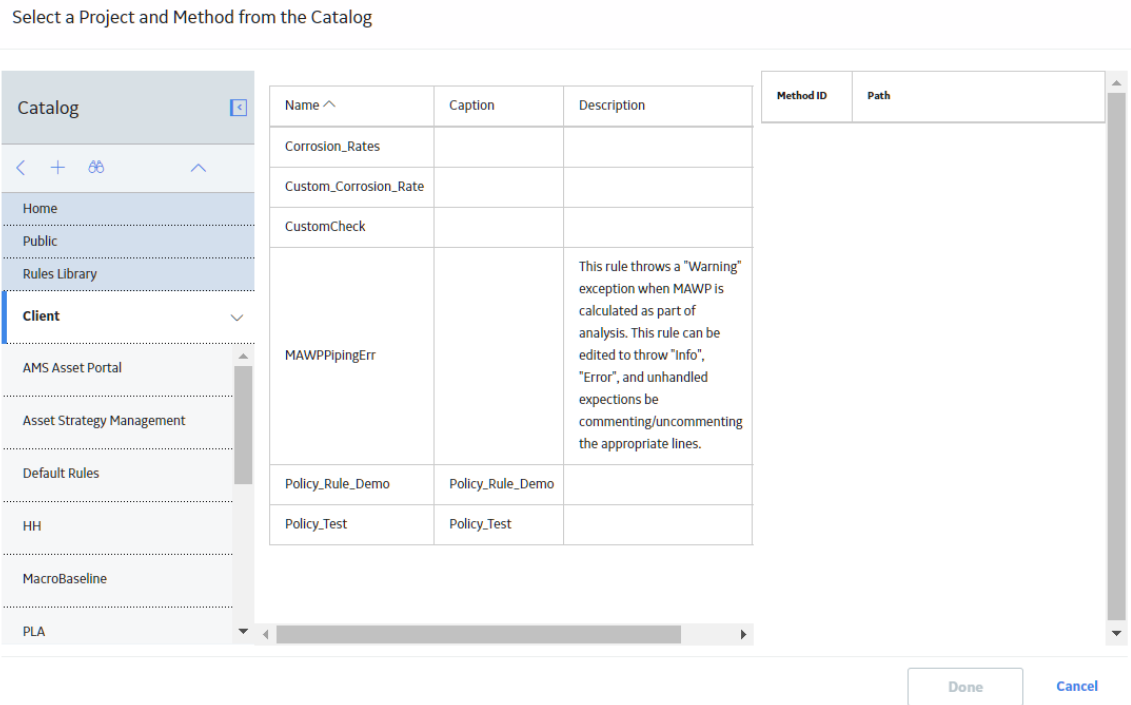 Select a Project and Method from the Catalog
Catalog
Home
Public
Rules Library
Client
AMS Asset Portal
Asset Strategy Management
Default Rules
HH
MacroBaseline
PLA
Name Caption Description
Corrosion_Rates
Custom_Corrosion_Rate
CustomCheck
MAWPPipingErr
This rule throws a "Warning"
exception when MAWP is
calculated as part of
analysis. This rule can be
edited to throw "Info",
"Error", and unhandled
expections be
commenting/uncommenting
the appropriate lines.
Policy_Rule_Demo Policy_Rule_Demo
Policy_Test Policy_Test
Method ID Path
Done Cancel